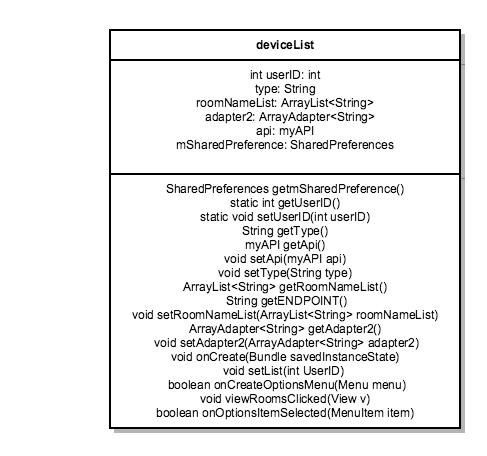 deviceList
int userID: int
type: String
roomNameList: ArrayList<String>
adapter2: ArrayAdapter<String>
api: myAPI
mSharedPreference: SharedPreferences
SharedPreferences getmSharedPreference()
static int getUserID()
static void setUserID(int userID)
String getType()
myAPI getApi()
void setApi(myAPI api)
void setType(String type)
ArrayList<String> getRoomNameList()
String getENDPOINT()
void setRoomNameList(ArrayList<String> roomNameList)
ArrayAdapter<String> getAdapter2()
void setAdapter2(ArrayAdapter<String> adapter2)
void onCreate(Bundle savedInstanceState)
void setList(int UserID)
boolean onCreateOptionsMenu(Menu menu)
void viewRoomsClicked(View v)
boolean onOptionsItemSelected(MenuItem item)